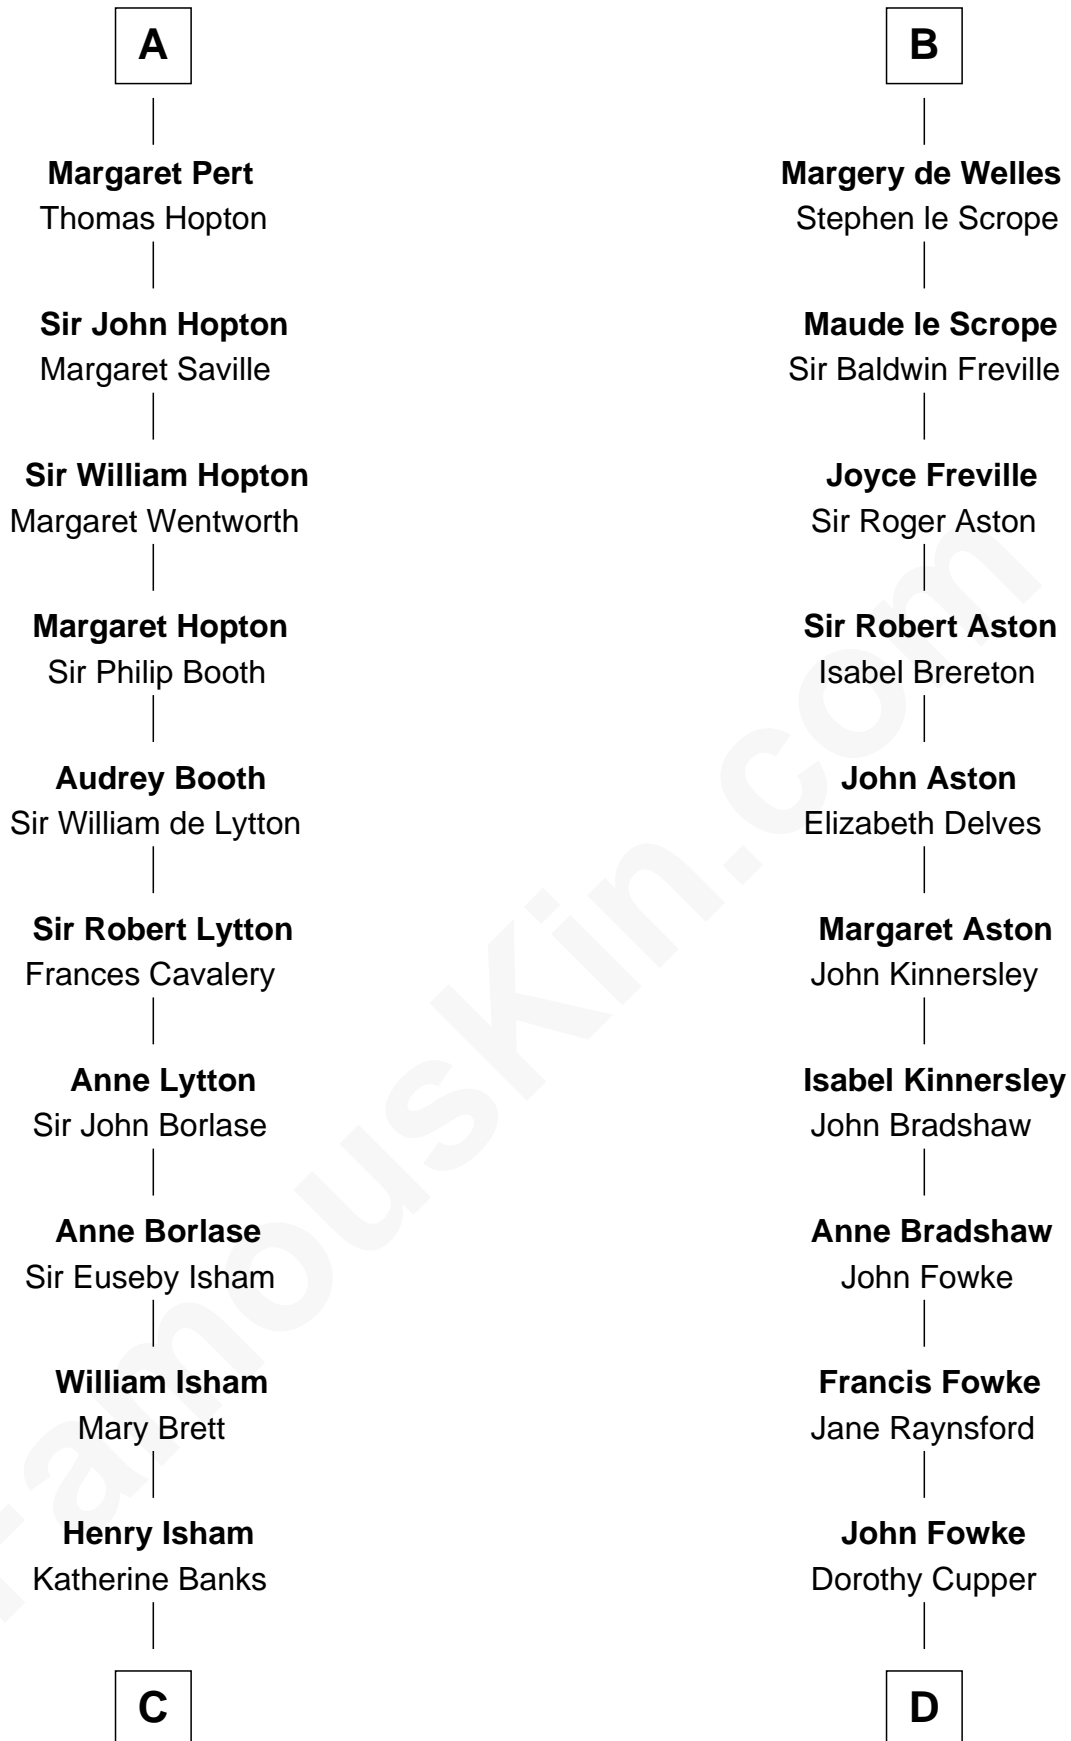 A
Margaret Pert
Thomas Hopton
Sir John Hopton
Margaret Saville
Sir William Hopton
Margaret Wentworth
Margaret Hopton
Sir Philip Booth
Audrey Booth
Sir William de Lytton
Sir Robert Lytton
Frances Cavalery
Anne Lytton
Sir John Borlase
Anne Borlase
Sir Euseby Isham
William Isham
Mary Brett
Henry Isham
Katherine Banks
C
B
Margery de Welles
Stephen le Scrope
Maude le Scrope
Sir Baldwin Freville
Joyce Freville
Sir Roger Aston
Sir Robert Aston
Isabel Brereton
John Aston
Elizabeth Delves
Margaret Aston
John Kinnersley
Isabel Kinnersley
John Bradshaw
Anne Bradshaw
John Fowke
Francis Fowke
Jane Raynsford
John Fowke
Dorothy Cupper
D
FamousKin.com